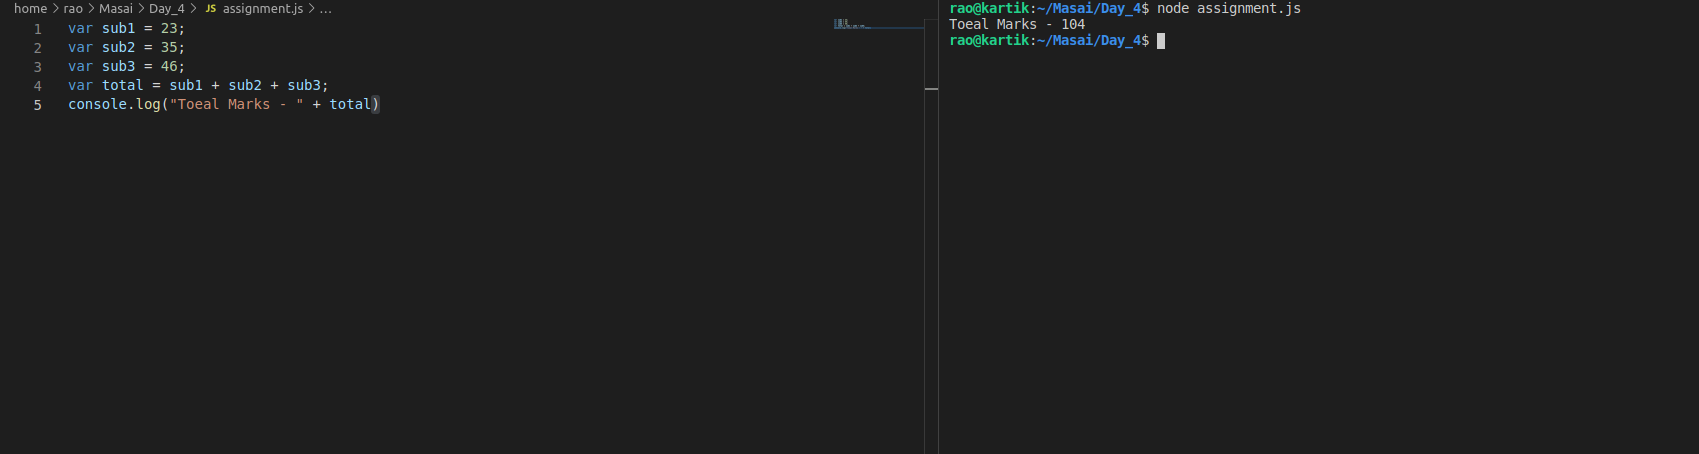 home > rao > Masai > Day_4 > JS assignment.js > ...
1 var sub1 = 23;
2 var sub2 = 35;
3 var sub3 = 46;
4 var total = sub1 + sub2 + sub3;
5 console.log("Toeal Marks - " + total)
rao@kartik:~/Masai/Day_4$ node assignment.js
Toeal Marks - 104
rao@kartik:~/Masai/Day_4$